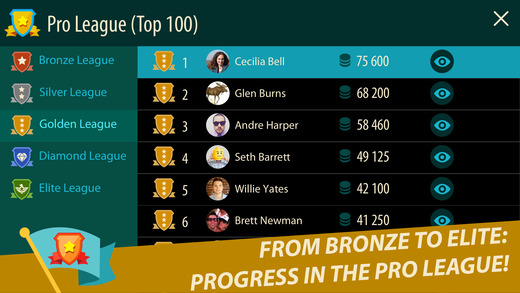 Pro League (Top 100)
Bronze League
Silver League
Golden League
Diamond League
Elite League
1 Cecilia Bell 75 600
2 Glen Burns 68 200
3 Andre Harper 58 460
4 Seth Barrett 49 125
5 Willie Yates 42 100
6 Brett Newman 41 250
FROM BRONZE TO ELITE:
PROGRESS IN THE PRO LEAGUE!